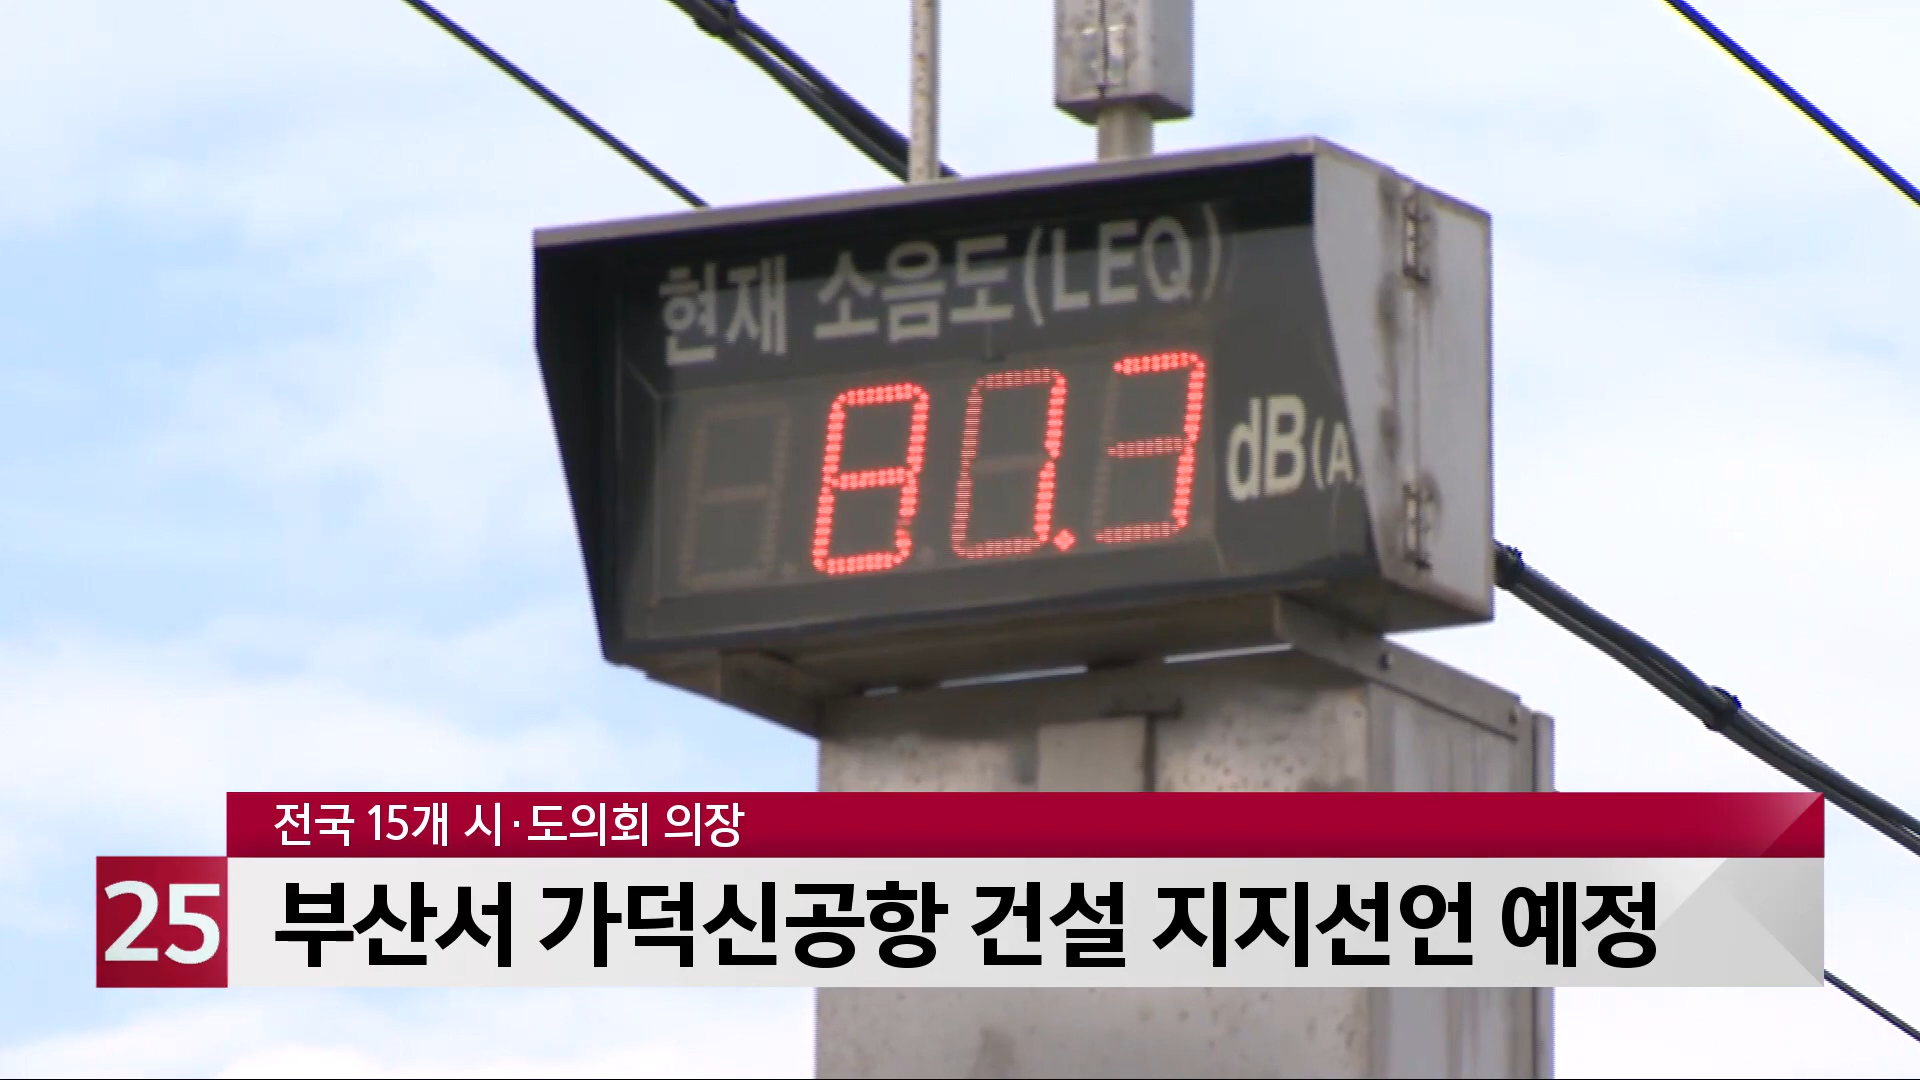 현재 소음도(LEQ)
80.3 dB(A)
전국 15개 시·도의회 의장
25
부산서 가덕신공항 건설 지지선언 예정